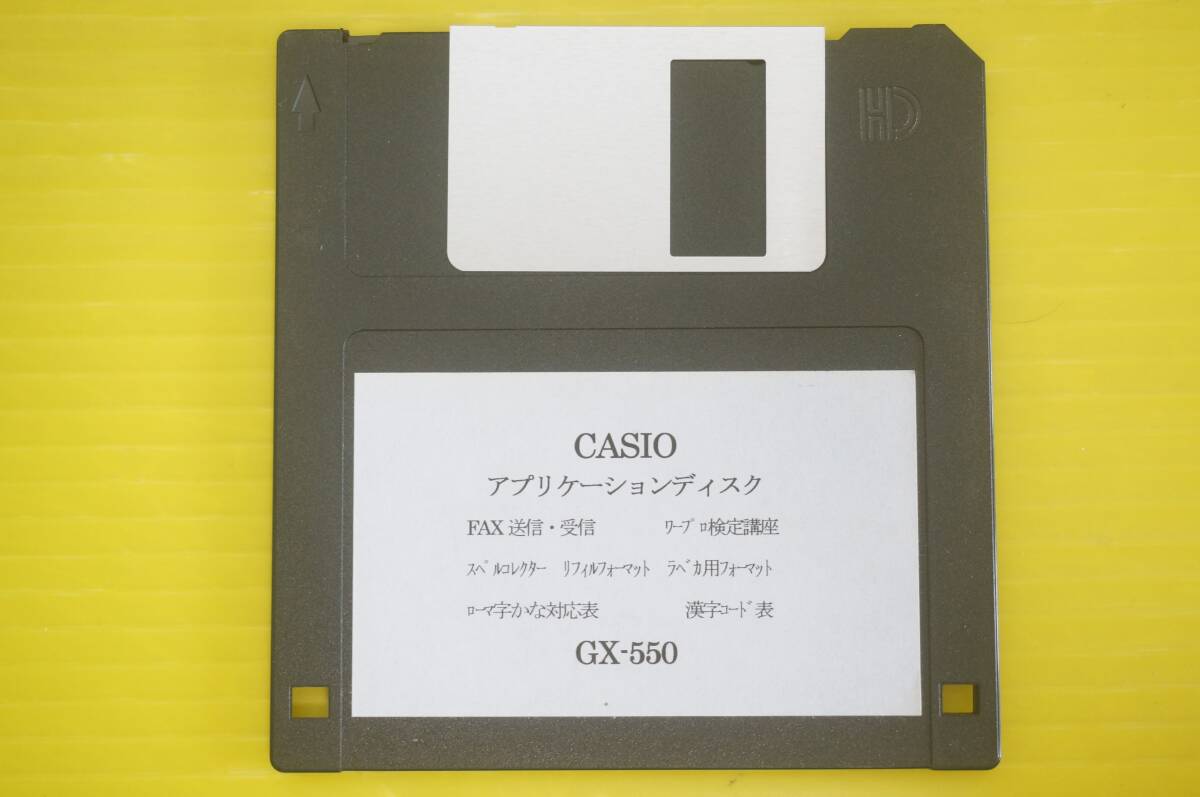 HD
CASIO
アプリケーションディスク
FAX 送信・受信 ﾜｰﾌﾟﾛ検定講座
ｽﾍﾟﾙｺﾚｸﾀｰ ﾘﾌｨﾙﾌｫｰﾏｯﾄ ﾗﾍﾞｶ用ﾌｫｰﾏｯﾄ
ﾛｰﾏ字かな対応表 漢字ｺｰﾄﾞ表
GX-550